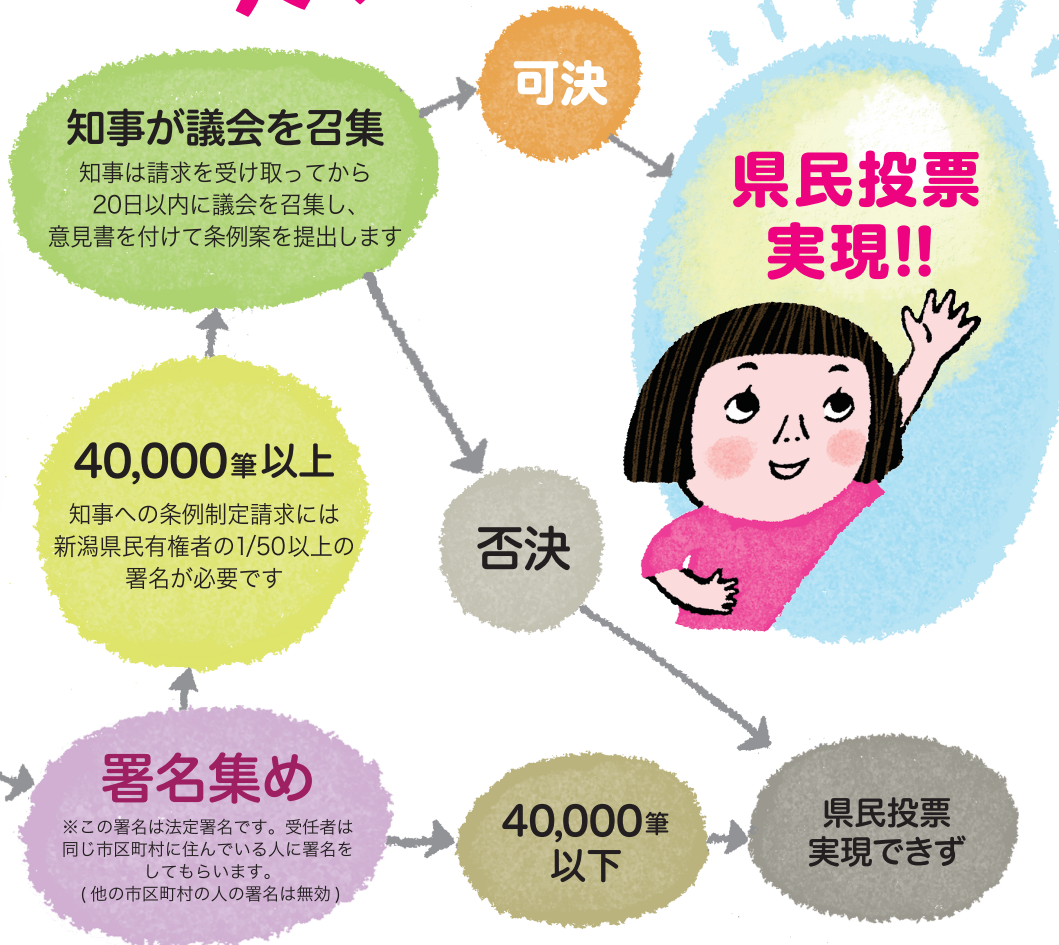 可決
知事が議会を召集
知事は請求を受け取ってから
20日以内に議会を召集し、
意見書を付けて条例案を提出します
県民投票
実現!!
40,000筆以上
知事への条例制定請求には
新潟県民有権者の1/50以上の
署名が必要です
否決
署名集め
※この署名は法定署名です。受任者は
同じ市区町村に住んでいる人に署名を
してもらいます。
(他の市区町村の人の署名は無効)
40,000筆
以下
県民投票
実現できず